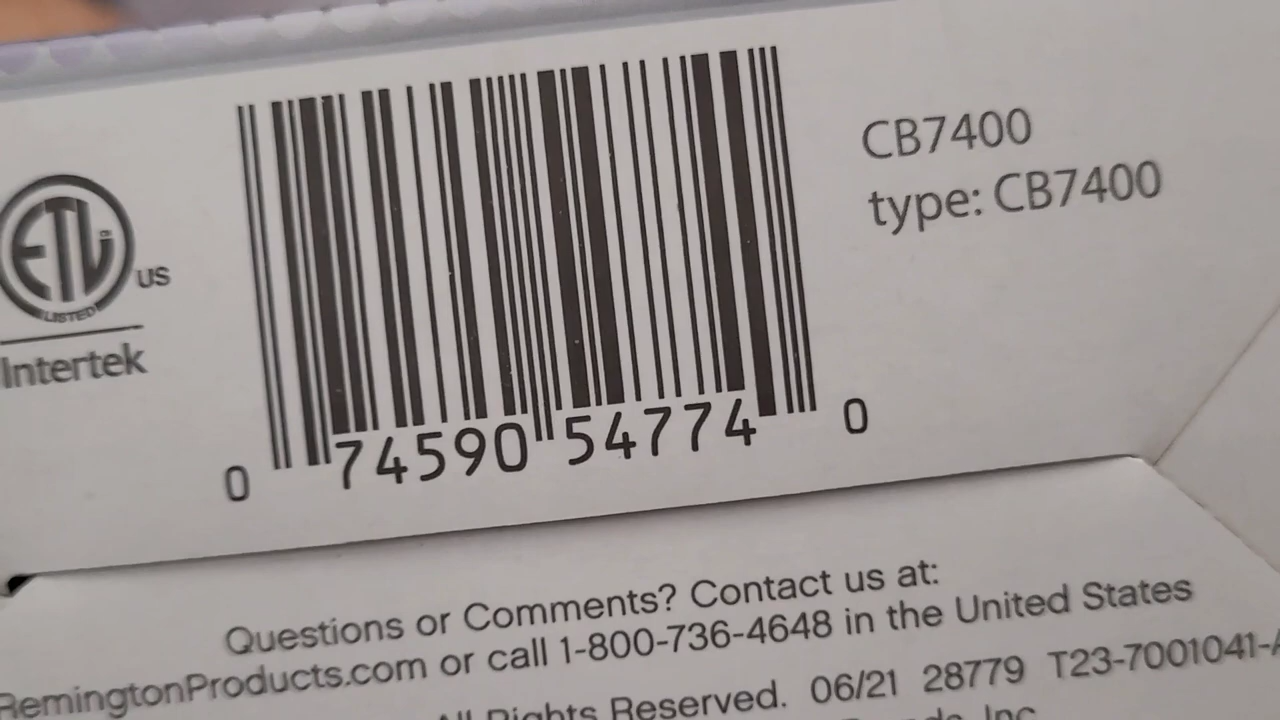 CB7400
type: CB7400
ETL
LISTED
US
Intertek
0 74590 54774 0
Questions or Comments? Contact us at:
RemingtonProducts.com or call 1-800-736-4648 in the United States
All Rights Reserved. 06/21 28779 T23-7001041-A
Inc